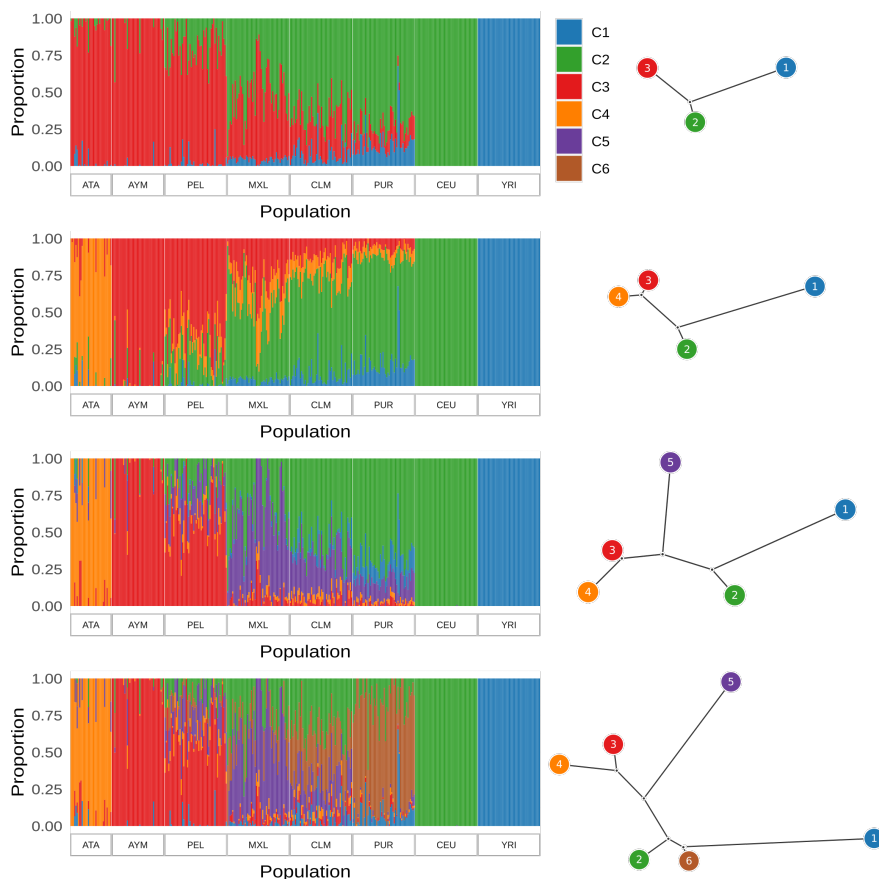 1.00
0.75
0.50
0.25
0.00
Proportion
ATA AYM PEL MXL CLM PUR CEU YRI
Population
C1
C2
C3
C4
C5
C6
3 1
2
1.00
0.75
0.50
0.25
0.00
Proportion
ATA AYM PEL MXL CLM PUR CEU YRI
Population
3
4 1
2
1.00
0.75
0.50
0.25
0.00
Proportion
ATA AYM PEL MXL CLM PUR CEU YRI
Population
5
1
3
4 2
1.00
0.75
0.50
0.25
0.00
Proportion
ATA AYM PEL MXL CLM PUR CEU YRI
Population
5
3
4
1
2 6